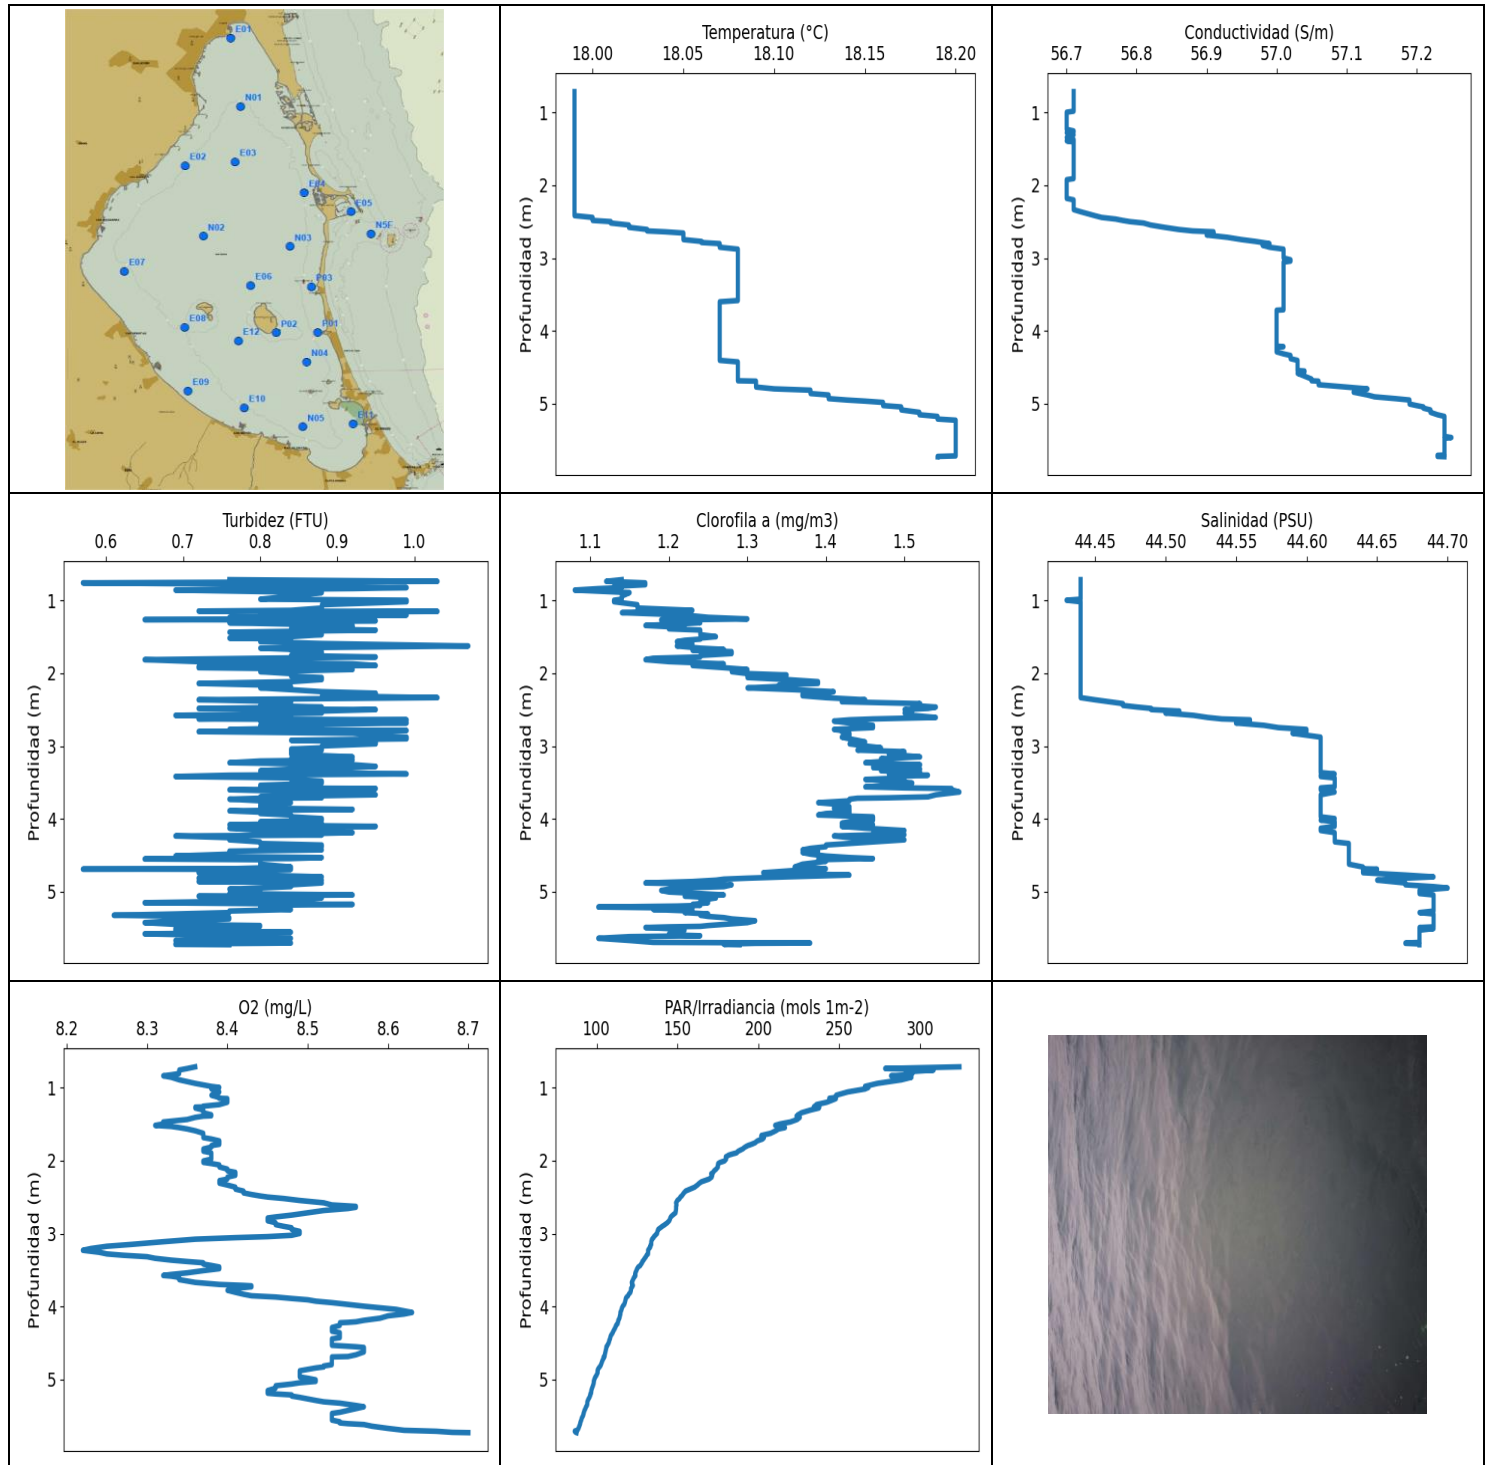 E01
N01
E02
E03
E04
E05
N5F
N02
N03
E07
E06
P03
E08
P02
P01
E12
N04
E09
E10
N05
E11
Temperatura (°C)
18.00 18.05 18.10 18.15 18.20
Profundidad (m)
1
2
3
4
5
Conductividad (S/m)
56.7 56.8 56.9 57.0 57.1 57.2
Profundidad (m)
1
2
3
4
5
Turbidez (FTU)
0.6 0.7 0.8 0.9 1.0
Profundidad (m)
1
2
3
4
5
Clorofila a (mg/m3)
1.1 1.2 1.3 1.4 1.5
Profundidad (m)
1
2
3
4
5
Salinidad (PSU)
44.45 44.50 44.55 44.60 44.65 44.70
Profundidad (m)
1
2
3
4
5
O2 (mg/L)
8.2 8.3 8.4 8.5 8.6 8.7
Profundidad (m)
1
2
3
4
5
PAR/Irradiancia (mols 1m-2)
100 150 200 250 300
Profundidad (m)
1
2
3
4
5